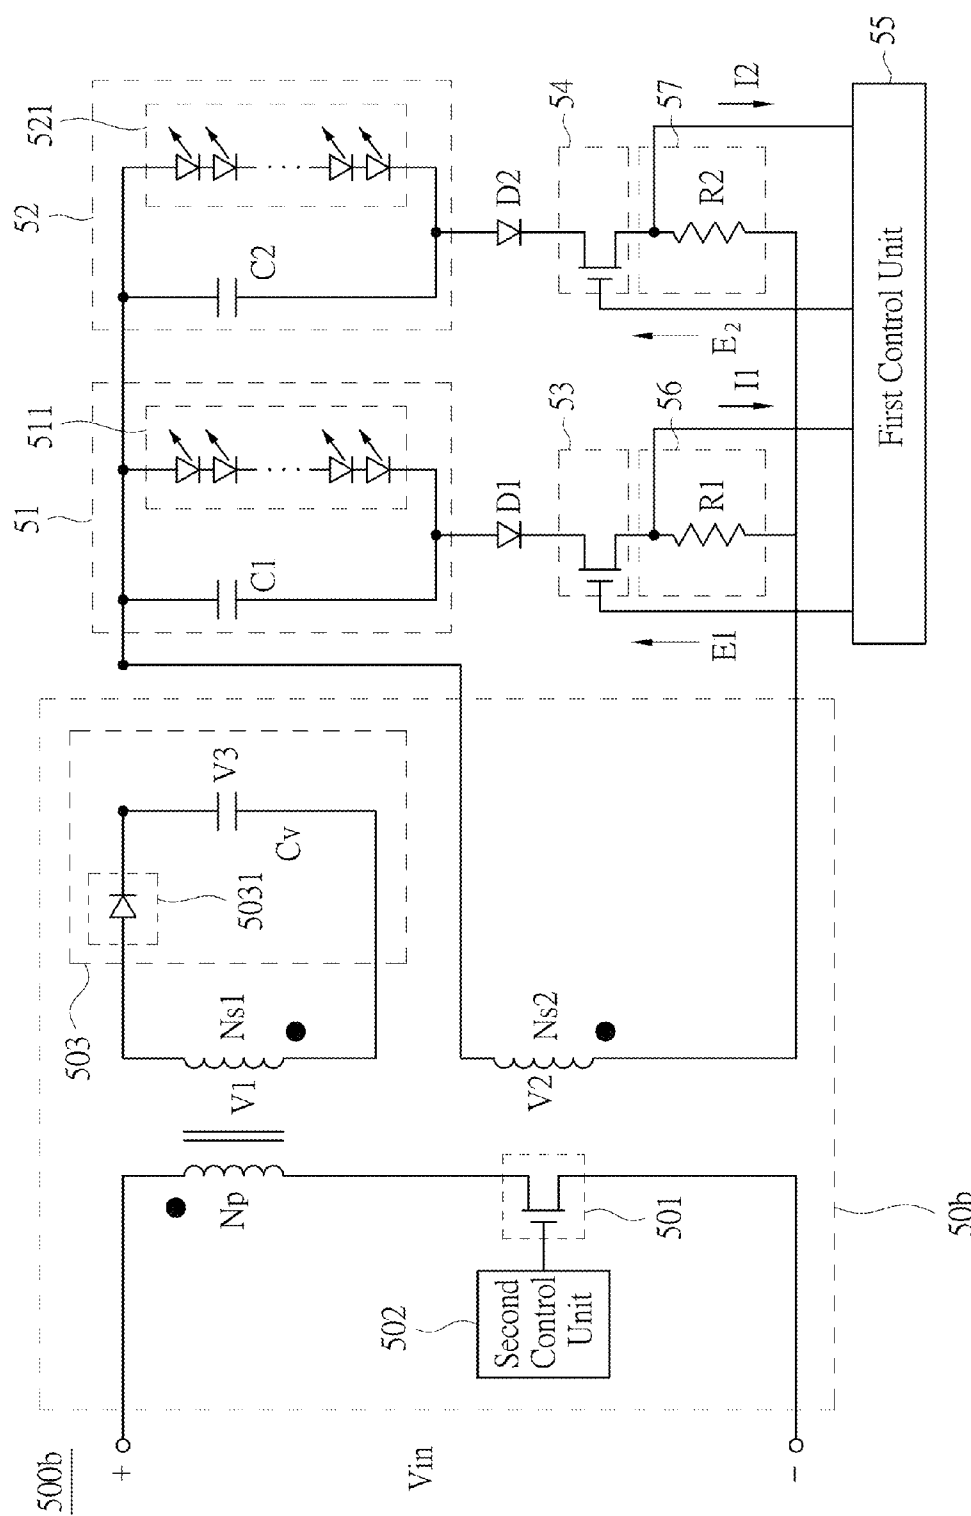 500b
+
Vin
−
50b
502
Second
Control
Unit
501
Np
V1
Ns1
503
5031
Cv
V3
V2
Ns2
51
511
C1
D1
53
E1
R1
56
I1
52
521
C2
D2
54
E2
R2
57
I2
First Control Unit
55